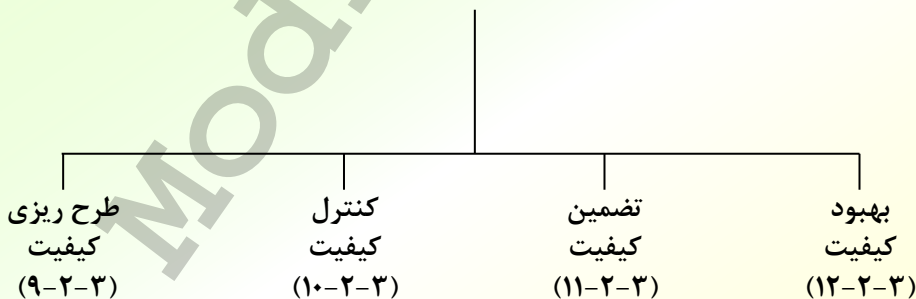 بهبود
کیفیت
(۳-۲-۱۲)
تضمین
کیفیت
(۳-۲-۱۱)
کنترل
کیفیت
(۳-۲-۱۰)
طرح ریزی
کیفیت
(۳-۲-۹)
Mod